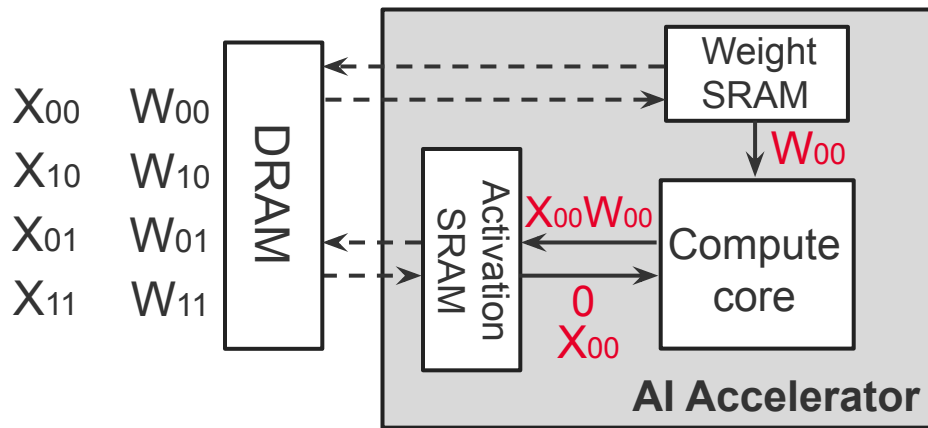 X00 W00
X10 W10
X01 W01
X11 W11
DRAM
Weight
SRAM
W00
Activation
SRAM
X00W00
0
X00
Compute
core
AI Accelerator